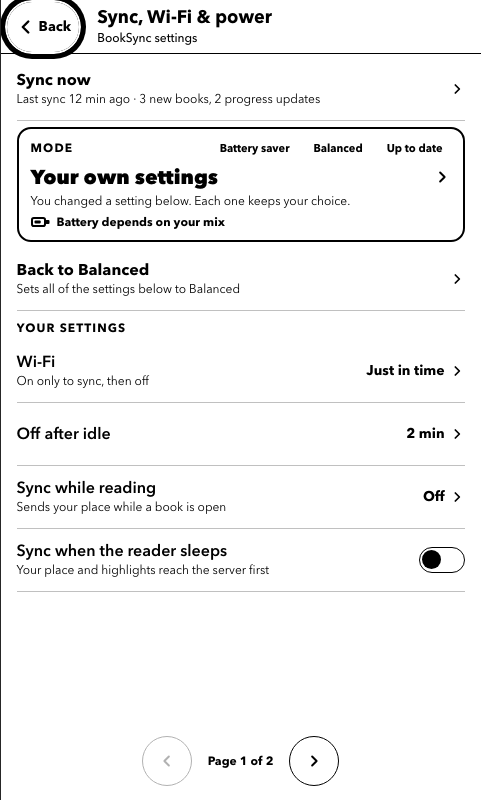 Back
Sync, Wi-Fi & power
BookSync settings
Sync now
Last sync 12 min ago · 3 new books, 2 progress updates
MODE
Battery saver Balanced Up to date
Your own settings
You changed a setting below. Each one keeps your choice.
Battery depends on your mix
Back to Balanced
Sets all of the settings below to Balanced
YOUR SETTINGS
Wi-Fi
On only to sync, then off
Just in time
Off after idle
2 min
Sync while reading
Sends your place while a book is open
Off
Sync when the reader sleeps
Your place and highlights reach the server first
Page 1 of 2